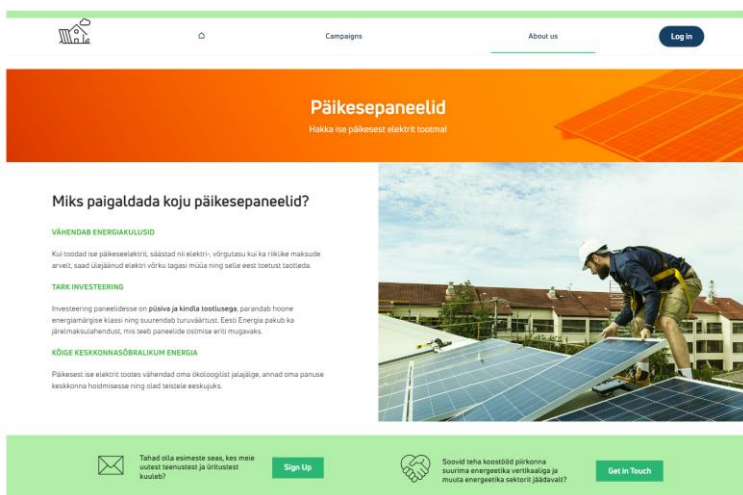 Campaigns
About us
Log in
Päikesepaneelid
Hakka ise päikesest elektrit tootma!
Miks paigaldada koju päikesepaneelid?
VÄHENDAB ENERGIAKULUSID
Kui toodad ise päikeseelektrit, säästad nii elektri-, võrgutasu kui ka riiklike maksude
arvelt, saad ülejäänud elektri võrku tagasi müüa ning selle eest toetust taotleda.
TARK INVESTEERING
Investeering paneelidesse on püsiva ja kindla tootlusega, parandab hoone
energiamärgise klassi ning suurendab turuväärtust. Eesti Energia pakub ka
järelmaksulahendust, mis teeb paneelide ostmise eriti mugavaks.
KÕIGE KESKKONNASÕBRALIKUM ENERGIA
Päikesest ise elektrit tootes vähendad oma ökoloogilist jalajälge, annad oma panuse
keskkonna hoidmisesse ning oled teistele eeskujuks.
Tahad olla esimeste seas, kes meie
uutest teenustest ja üritustest
kuuleb?
Sign Up
Soovid teha koostööd piirkonna
suurima energeetika vertikaaliga ja
muuta energeetika sektorit jäädavalt?
Get in Touch